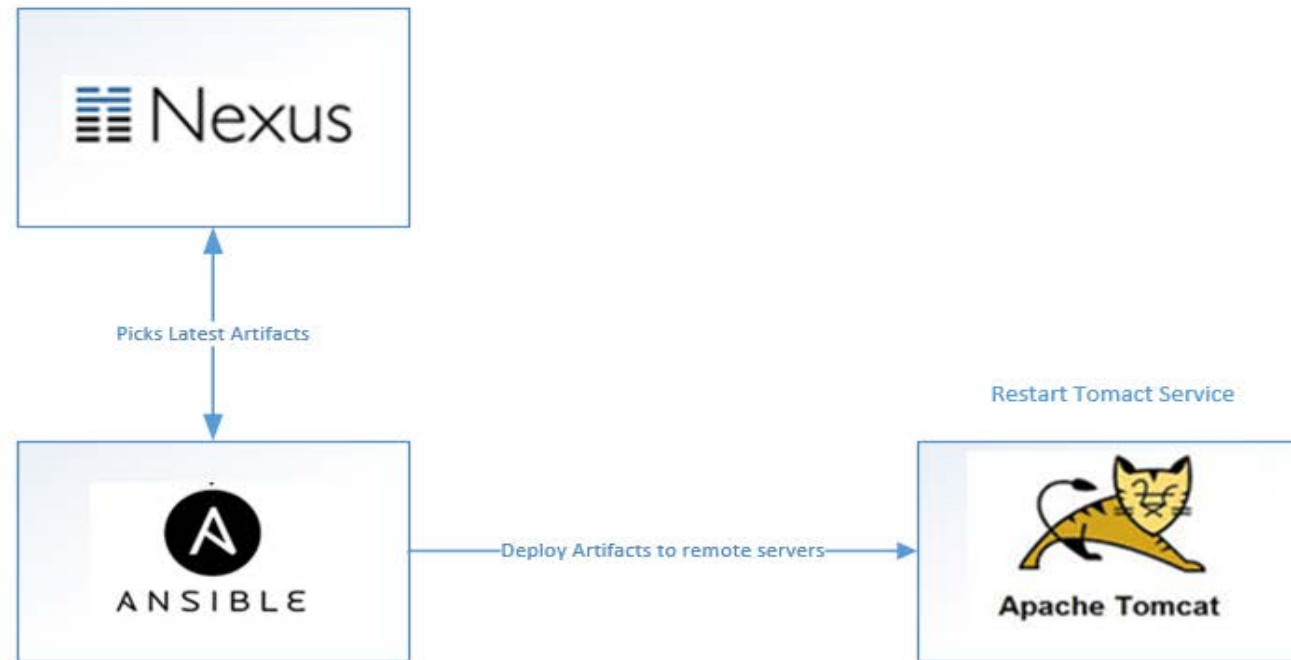 Nexus
Picks Latest Artifacts
Restart Tomact Service
ANSIBLE
Deploy Artifacts to remote servers
Apache Tomcat